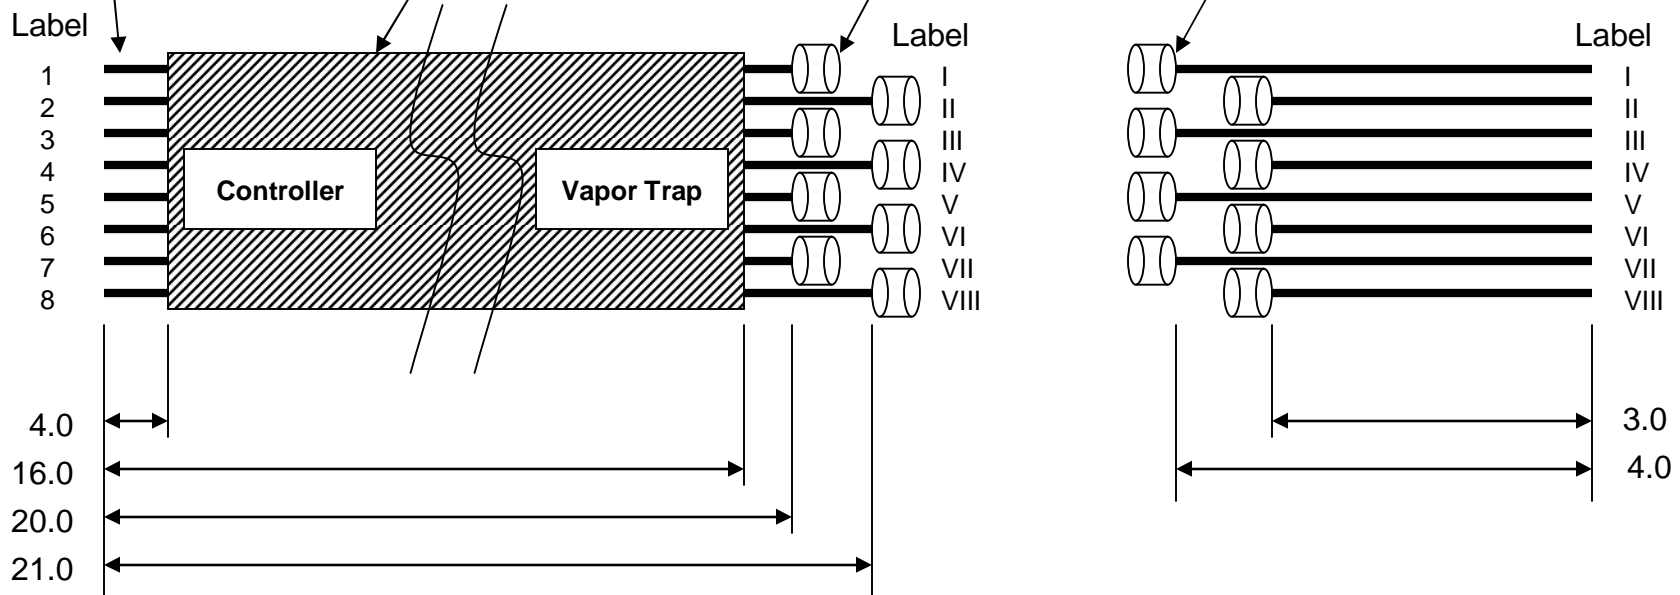 Label
1
2
3
4
5
6
7
8
Controller
Vapor Trap
Label
I
II
III
IV
V
VI
VII
VIII
Label
I
II
III
IV
V
VI
VII
VIII
4.0
16.0
20.0
21.0
3.0
4.0